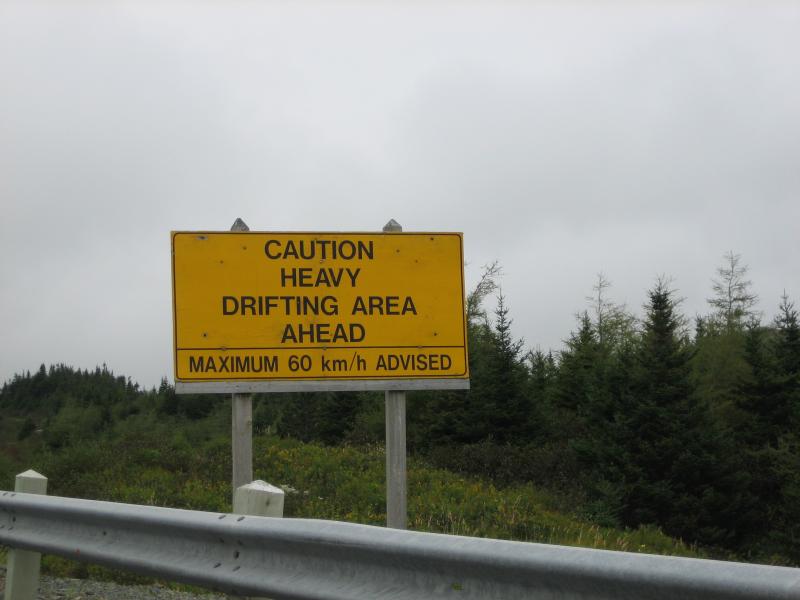 CAUTION
HEAVY
DRIFTING AREA
AHEAD
MAXIMUM 60 km/h ADVISED